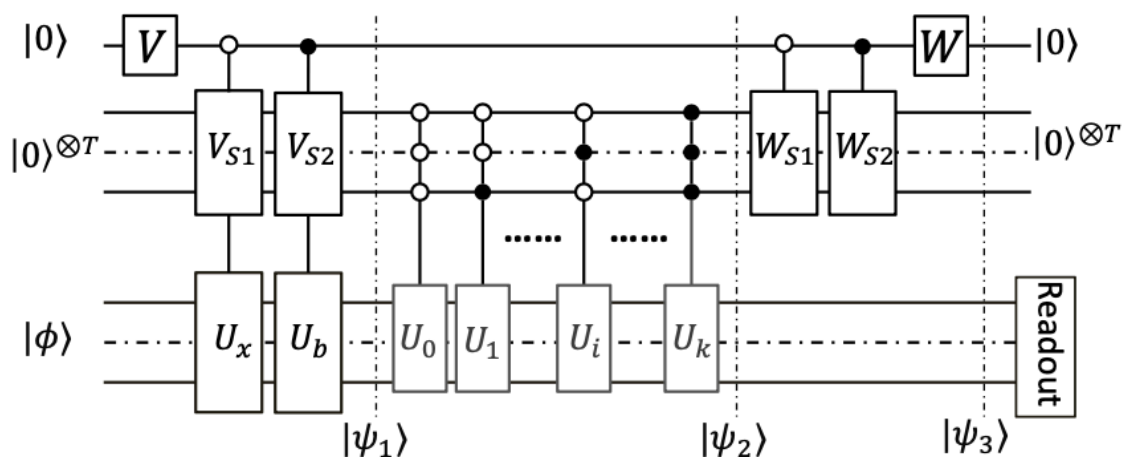 |0⟩ V W |0⟩
|0⟩⊗T V_S1 V_S2 W_S1 W_S2 |0⟩⊗T
...... ......
|ϕ⟩ U_x U_b U_0 U_1 U_i U_k Readout
|ψ_1⟩ |ψ_2⟩ |ψ_3⟩